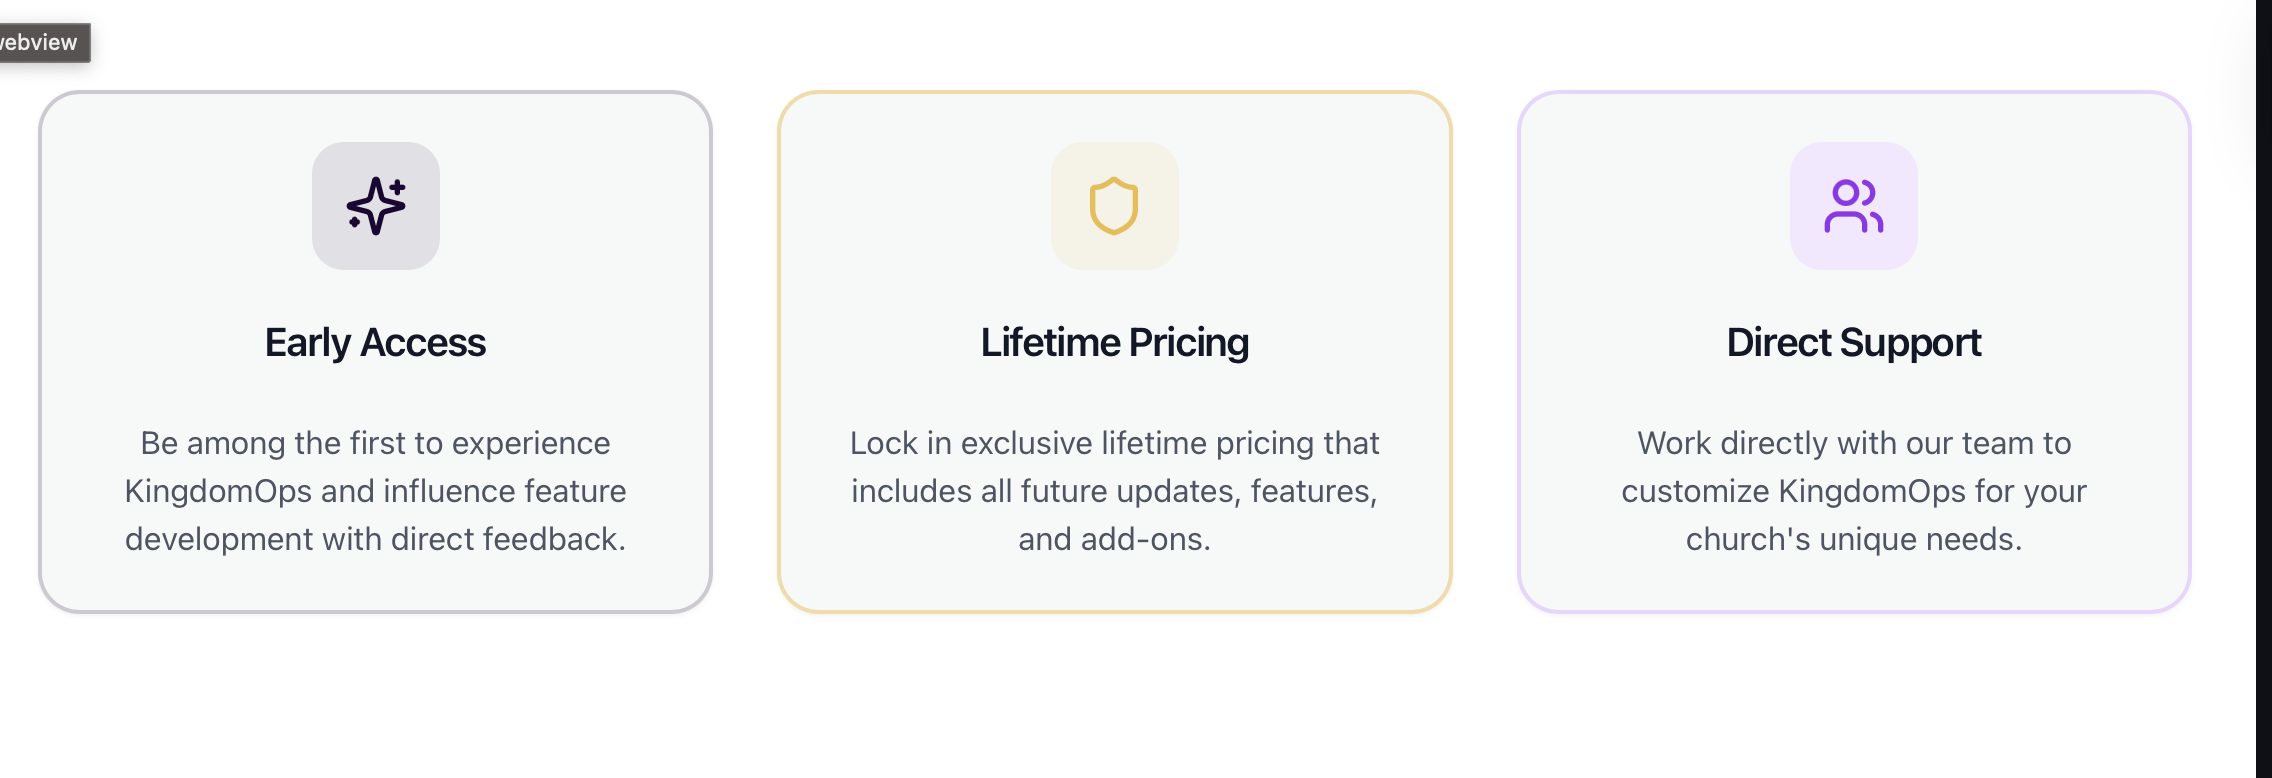 webview
Early Access
Be among the first to experience
KingdomOps and influence feature
development with direct feedback.
Lifetime Pricing
Lock in exclusive lifetime pricing that
includes all future updates, features,
and add-ons.
Direct Support
Work directly with our team to
customize KingdomOps for your
church's unique needs.